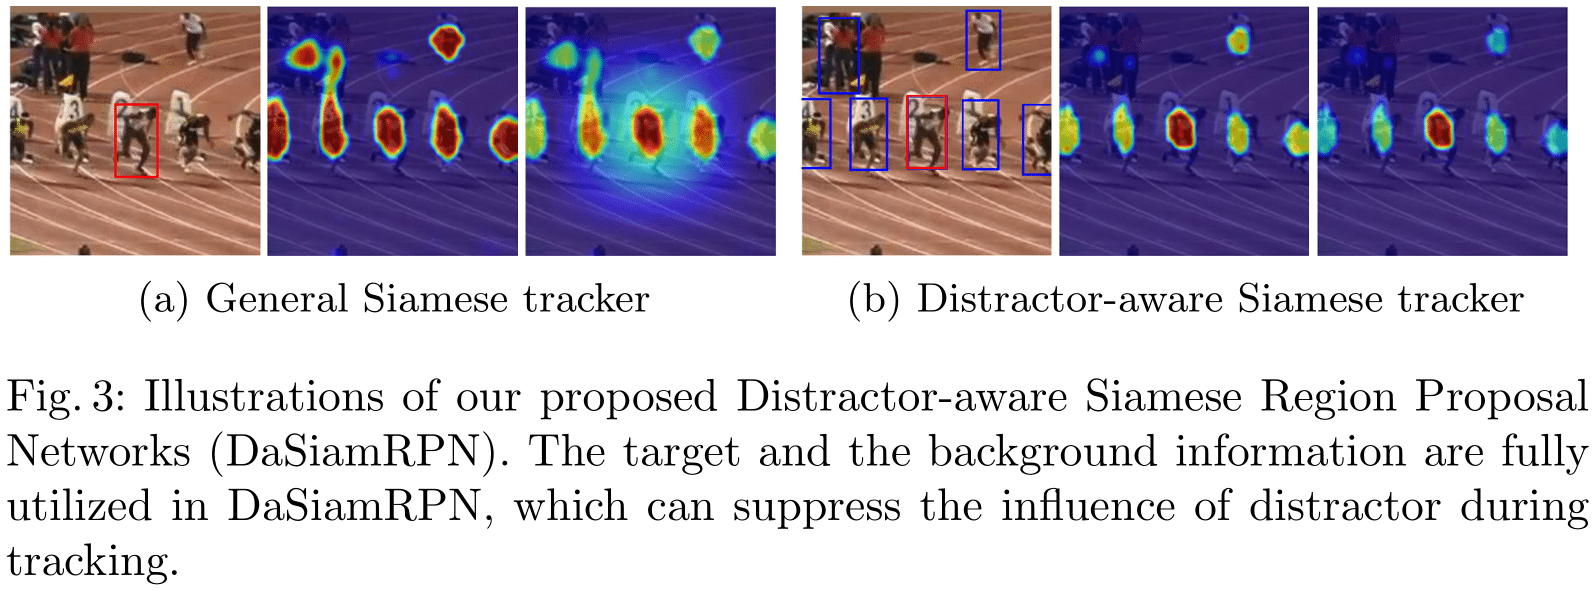 (a) General Siamese tracker
(b) Distractor-aware Siamese tracker
Fig. 3: Illustrations of our proposed Distractor-aware Siamese Region Proposal
Networks (DaSiamRPN). The target and the background information are fully
utilized in DaSiamRPN, which can suppress the influence of distractor during
tracking.